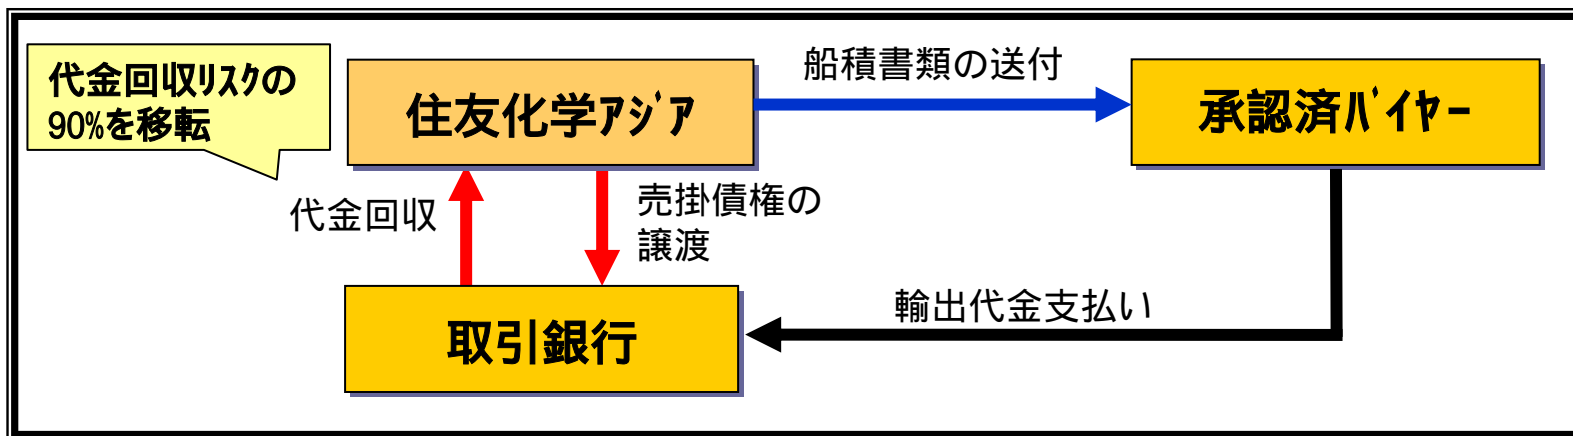 代金回収ﾘｽｸの
90%を移転
住友化学ｱｼﾞｱ
船積書類の送付
承認済ﾊﾞｲﾔｰ
代金回収
売掛債権の
譲渡
輸出代金支払い
取引銀行